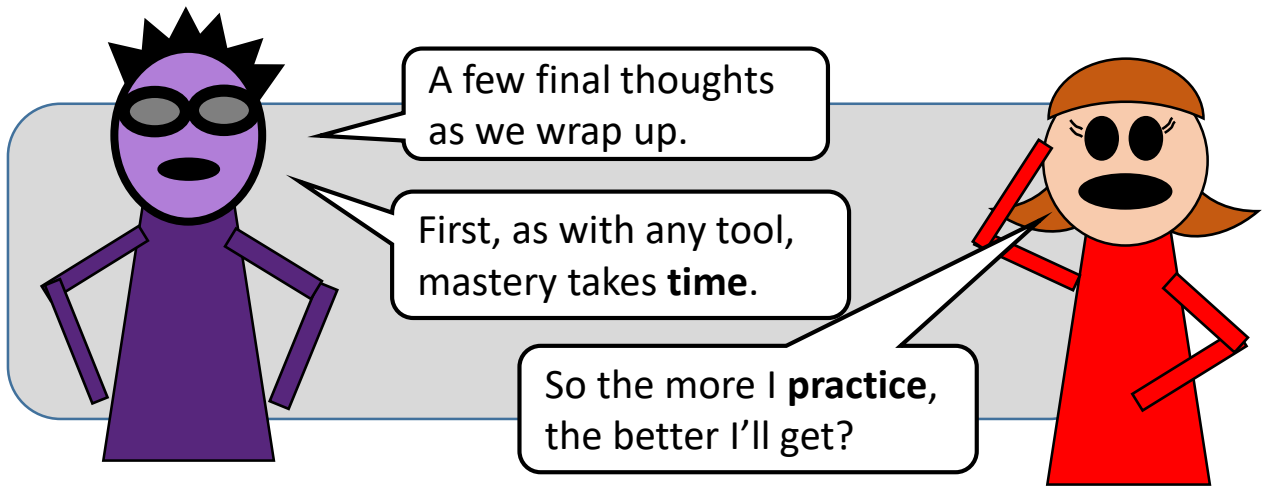 A few final thoughts
as we wrap up.
First, as with any tool,
mastery takes time.
So the more I practice,
the better I’ll get?